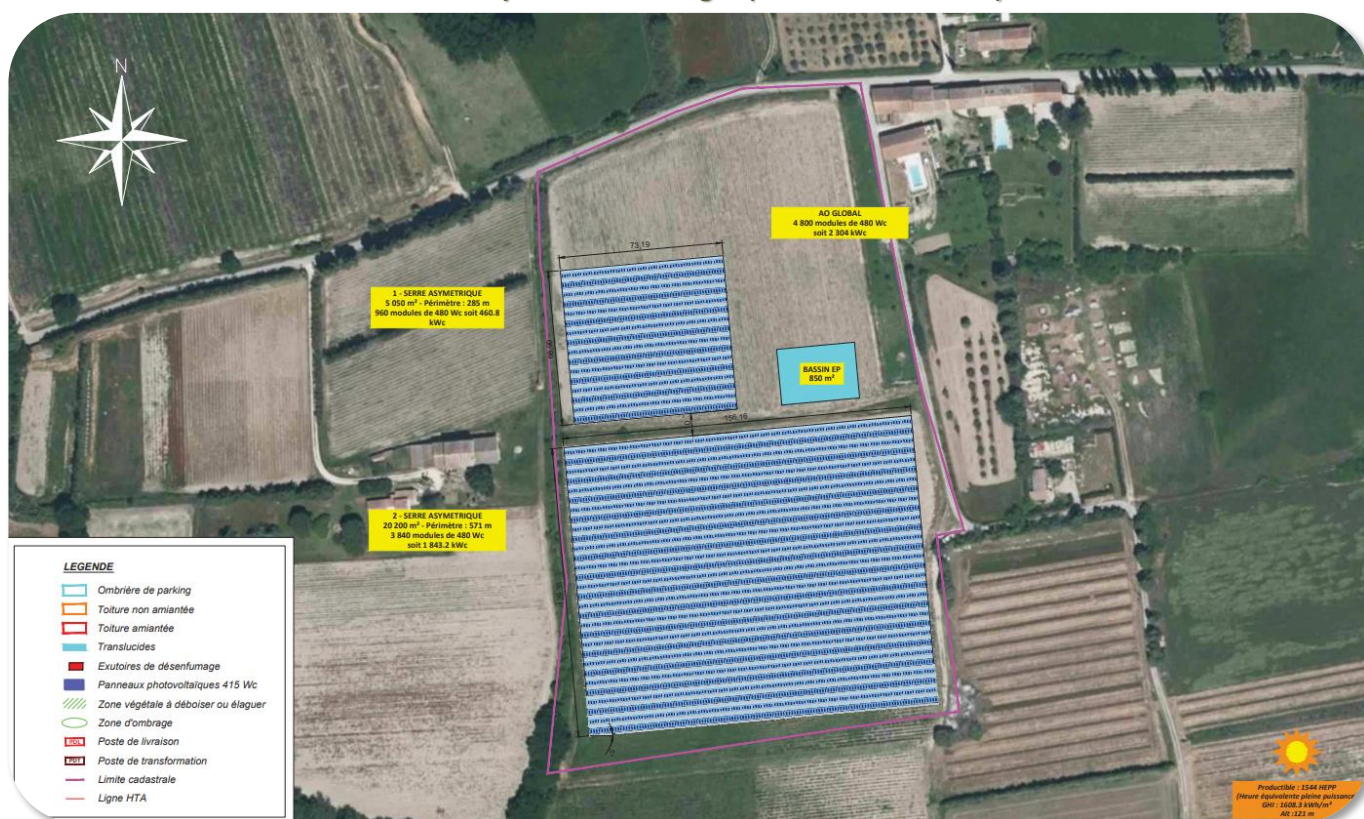 N
AO GLOBAL
4 800 modules de 480 Wc
soit 2 304 kWc
73,19
1 - SERRE ASYMETRIQUE
5 050 m² - Périmètre : 285 m
960 modules de 480 Wc soit 460.8
kWc
BASSIN EP
850 m²
156,16
2 - SERRE ASYMETRIQUE
20 200 m² - Périmètre : 571 m
3 840 modules de 480 Wc
soit 1 843.2 kWc
LEGENDE
Ombrière de parking
Toiture non amiantée
Toiture amiantée
Translucides
Exutoires de désenfumage
Panneaux photovoltaïques 415 Wc
Zone végétale à déboiser ou élaguer
Zone d'ombrage
PDL Poste de livraison
PDT Poste de transformation
Limite cadastrale
Ligne HTA
Productible : 1544 HEPP
(Heure équivalente pleine puissance
GHI : 1608.3 kWh/m²
Alt :121 m